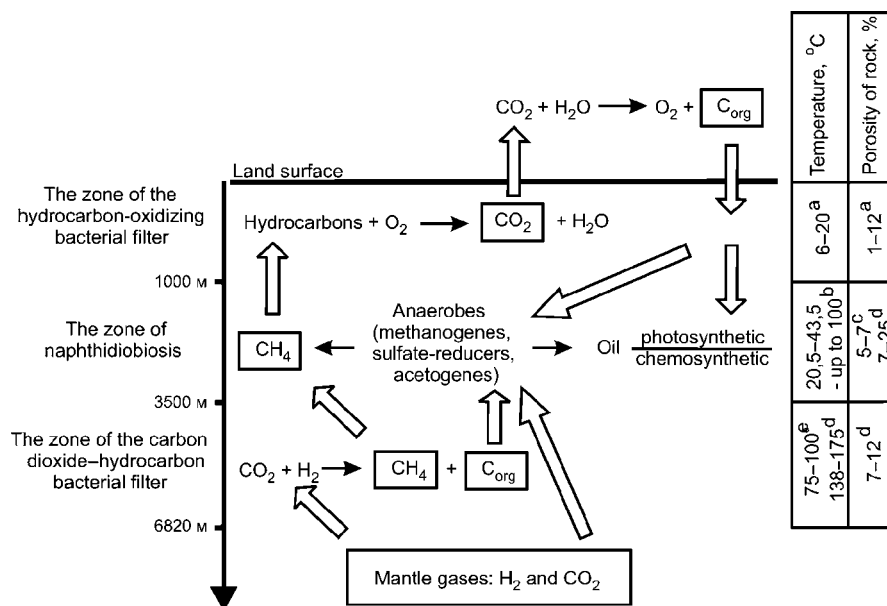 Temperature, °C
Porosity of rock, %
CO2 + H2O → O2 + Corg
Land surface
The zone of the
hydrocarbon-oxidizing
bacterial filter
Hydrocarbons + O2 → CO2 + H2O
6–20a
1–12a
1000 м
The zone of
naphthidiobiosis
CH4
Anaerobes
(methanogenes,
sulfate-reducers,
acetogenes)
Oil
photosynthetic
chemosynthetic
20,5–43,5
- up to 100b
5–7c
7–25d
3500 м
The zone of the carbon
dioxide–hydrocarbon
bacterial filter
CO2 + H2 → CH4 + Corg
75–100e
138–175d
7–12d
6820 м
Mantle gases: H2 and CO2